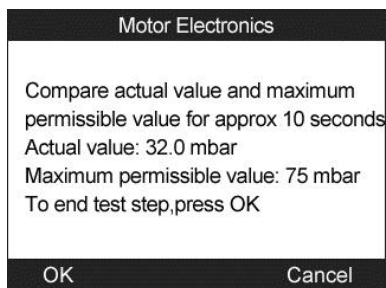 Motor Electronics
Compare actual value and maximum
permissible value for approx 10 seconds
Actual value: 32.0 mbar
Maximum permissible value: 75 mbar
To end test step,press OK
OK Cancel